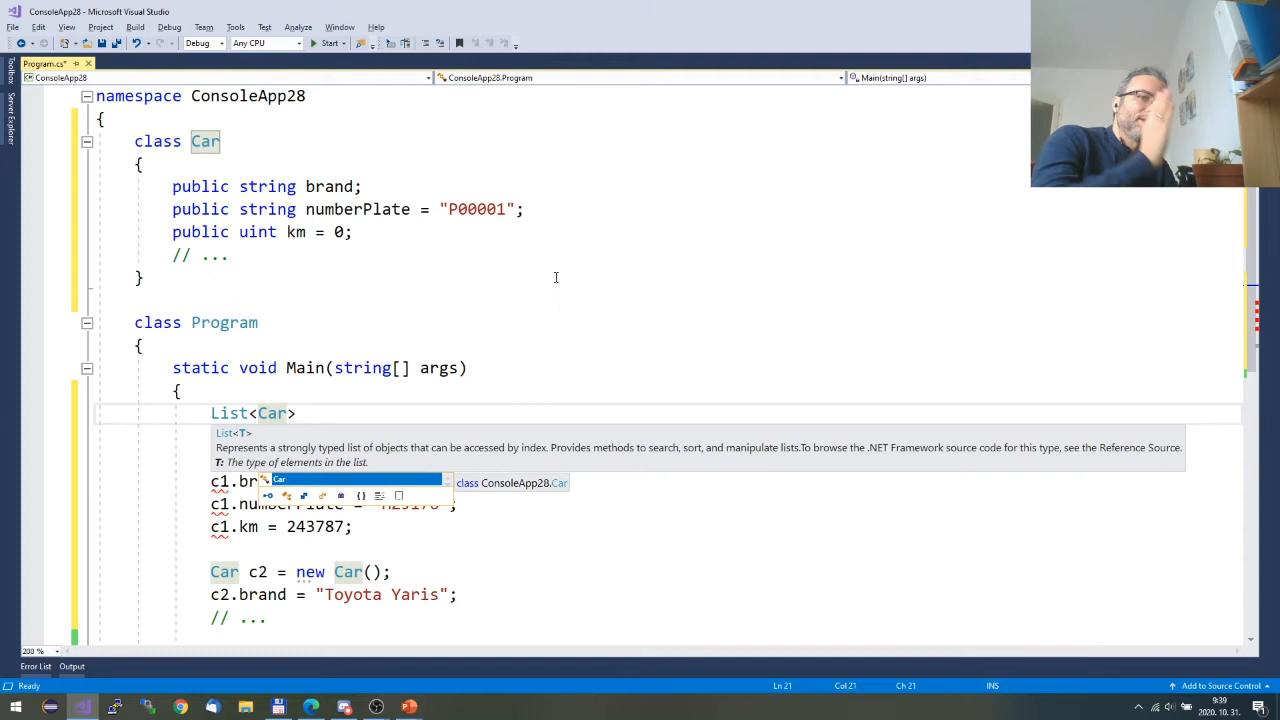 ConsoleApp28 - Microsoft Visual Studio
File Edit View Project Build Debug Team Tools Test Analyze Window Help
Debug Any CPU Start
Program.cs*
ConsoleApp28 ConsoleApp28.Program Main(string[] args)
Toolbox
Server Explorer
namespace ConsoleApp28
{
class Car
{
public string brand;
public string numberPlate = "P00001";
public uint km = 0;
// ...
}
class Program
{
static void Main(string[] args)
{
List<Car>
List<T>
Represents a strongly typed list of objects that can be accessed by index. Provides methods to search, sort, and manipulate lists.To browse the .NET Framework source code for this type, see the Reference Source.
T: The type of elements in the list.
c1.br Car class ConsoleApp28.Car
c1.numberPlate =
c1.km = 243787;
Car c2 = new Car();
c2.brand = "Toyota Yaris";
// ...
200 %
Error List Output
Ready Ln 21 Col 21 Ch 21 INS Add to Source Control
9:39
2020. 10. 31.